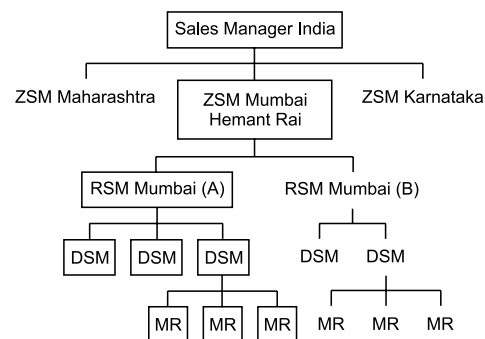 Sales Manager India
ZSM Maharashtra
ZSM Mumbai
Hemant Rai
ZSM Karnataka
RSM Mumbai (A)
RSM Mumbai (B)
DSM DSM DSM DSM DSM
MR MR MR MR MR MR